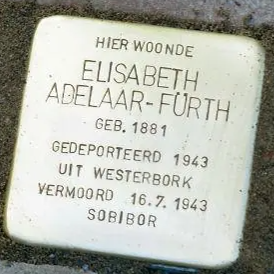 HIER WOONDE
ELISABETH
ADELAAR-FÜRTH
GEB. 1881
GEDEPORTEERD 1943
UIT WESTERBORK
VERMOORD 16.7.1943
SOBIBOR